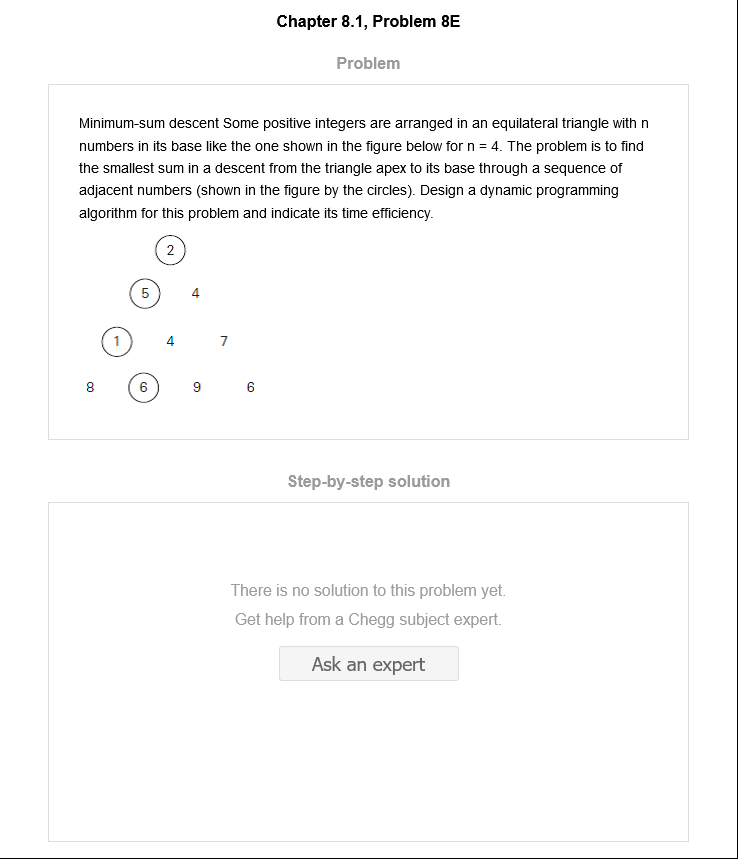 Chapter 8.1, Problem 8E
Problem
Minimum-sum descent Some positive integers are arranged in an equilateral triangle with n
numbers in its base like the one shown in the figure below for n = 4. The problem is to find
the smallest sum in a descent from the triangle apex to its base through a sequence of
adjacent numbers (shown in the figure by the circles). Design a dynamic programming
algorithm for this problem and indicate its time efficiency.
2
5 4
1 4 7
8 6 9 6
Step-by-step solution
There is no solution to this problem yet.
Get help from a Chegg subject expert.
Ask an expert